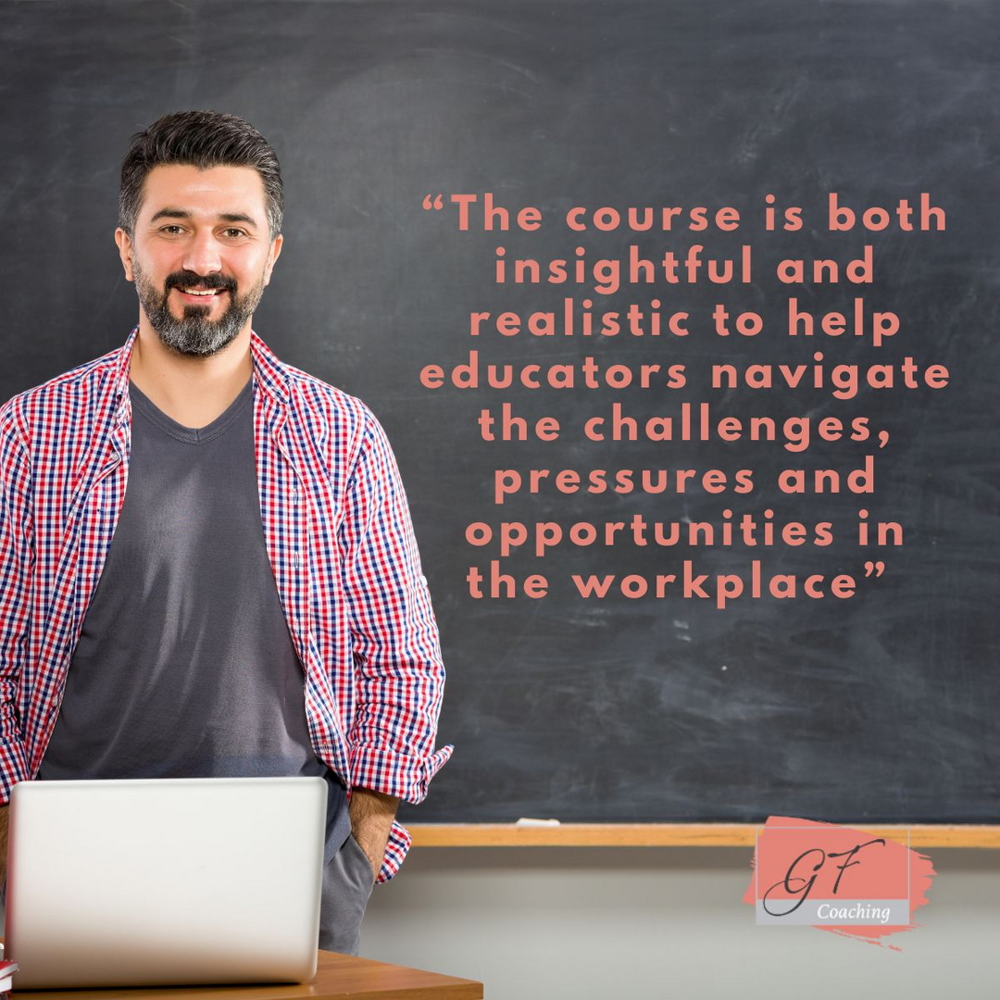 “The course is both
insightful and
realistic to help
educators navigate
the challenges,
pressures and
opportunities in
the workplace”
GF
Coaching